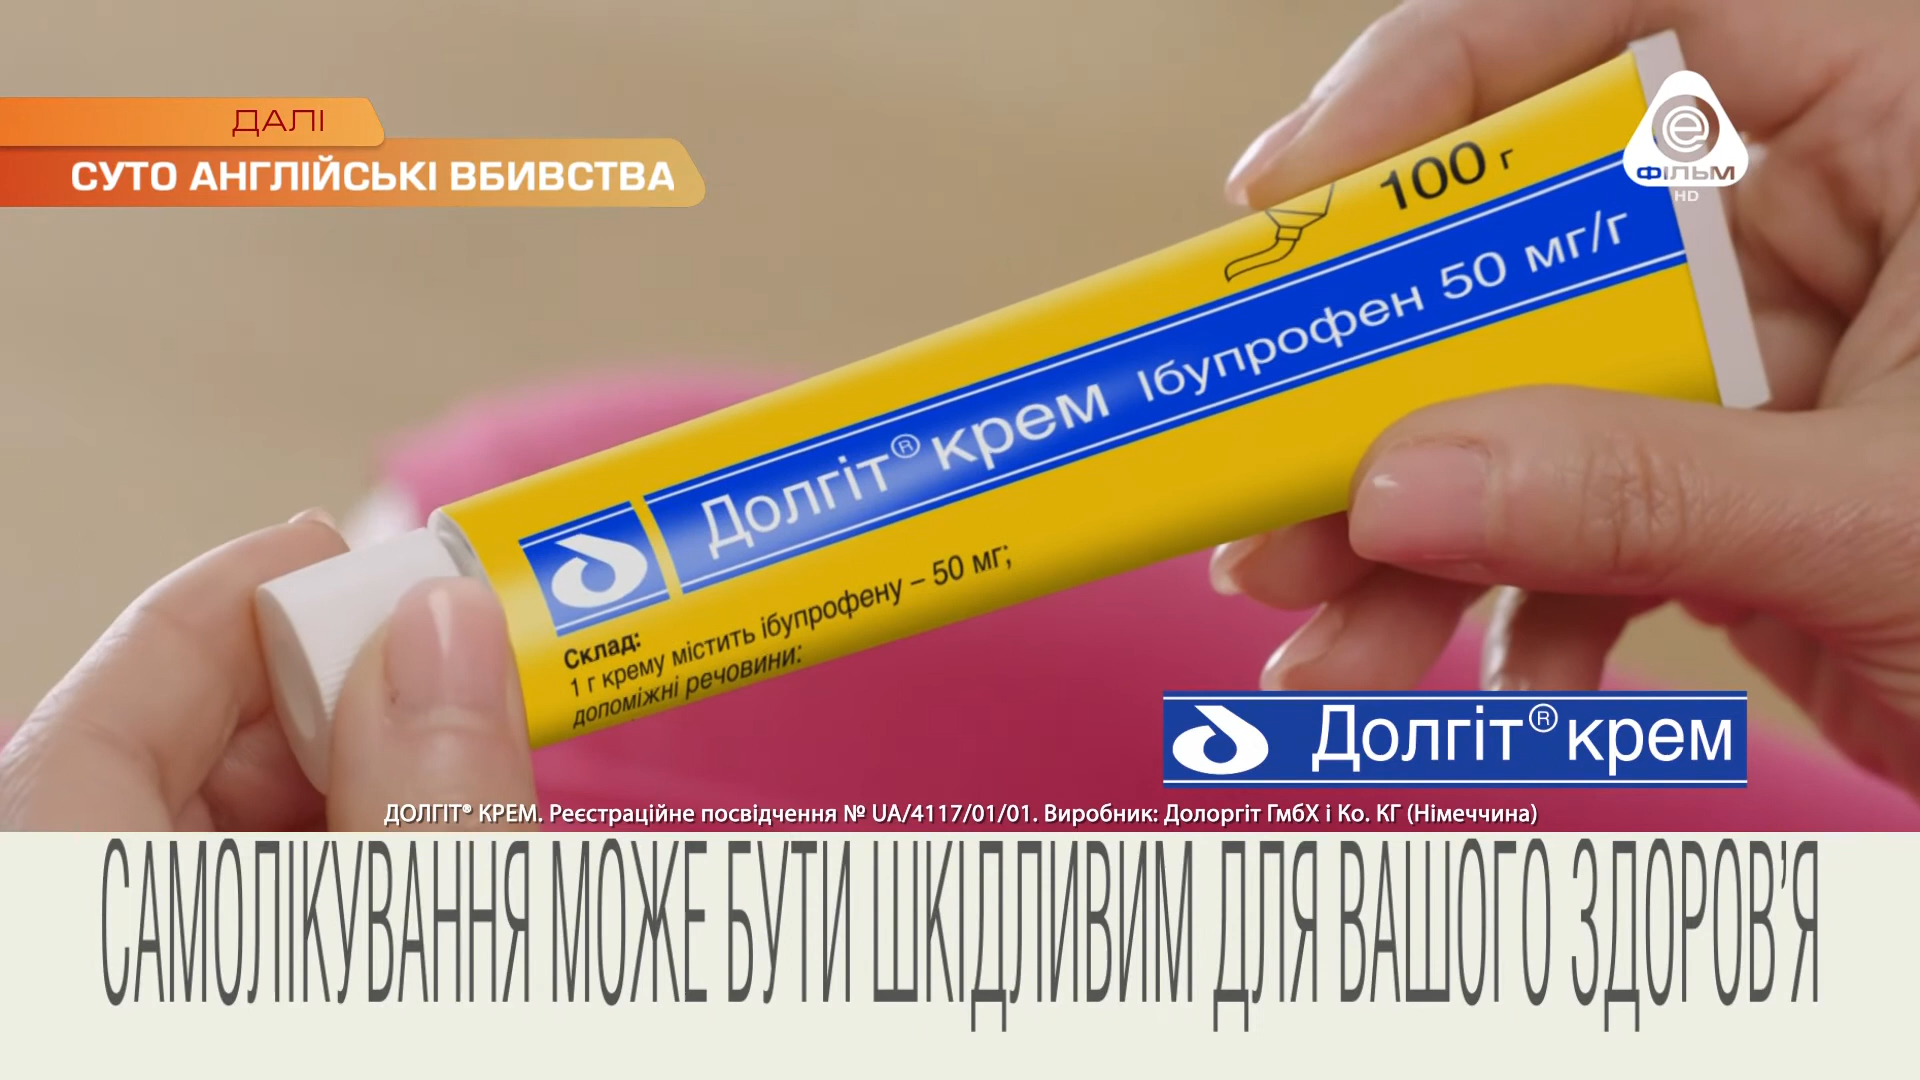 ДАЛІ
СУТО АНГЛІЙСЬКІ ВБИВСТВА
е
ФІЛЬМ
HD
100 г
Долгіт® крем Ібупрофен 50 мг/г
Склад:
1 г крему містить ібупрофену – 50 мг;
допоміжні речовини:
Долгіт® крем
ДОЛГІТ® КРЕМ. Реєстраційне посвідчення № UA/4117/01/01. Виробник: Долоргіт ГмбХ і Ко. КГ (Німеччина)
САМОЛІКУВАННЯ МОЖЕ БУТИ ШКІДЛИВИМ ДЛЯ ВАШОГО ЗДОРОВ’Я